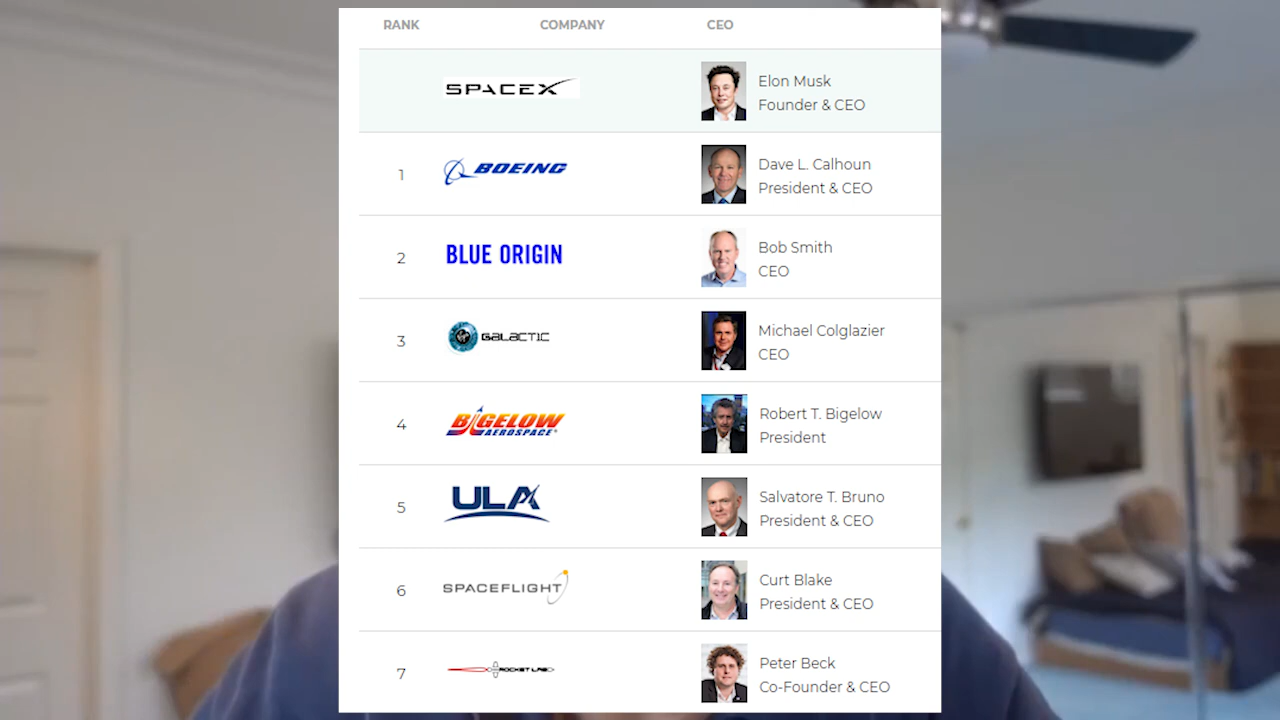 RANK COMPANY CEO
SPACEX Elon Musk
Founder & CEO
1 BOEING Dave L. Calhoun
President & CEO
2 BLUE ORIGIN Bob Smith
CEO
3 GALACTIC Michael Colglazier
CEO
4 BIGELOW Robert T. Bigelow
AEROSPACE President
5 ULA Salvatore T. Bruno
President & CEO
6 SPACEFLIGHT Curt Blake
President & CEO
7 ROCKET LAB Peter Beck
Co-Founder & CEO